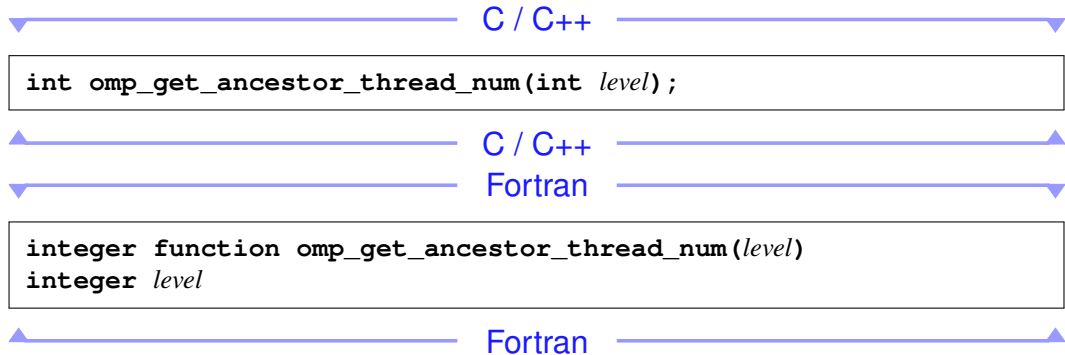 C / C++
int omp_get_ancestor_thread_num(int level);
C / C++
Fortran
integer function omp_get_ancestor_thread_num(level)
integer level
Fortran